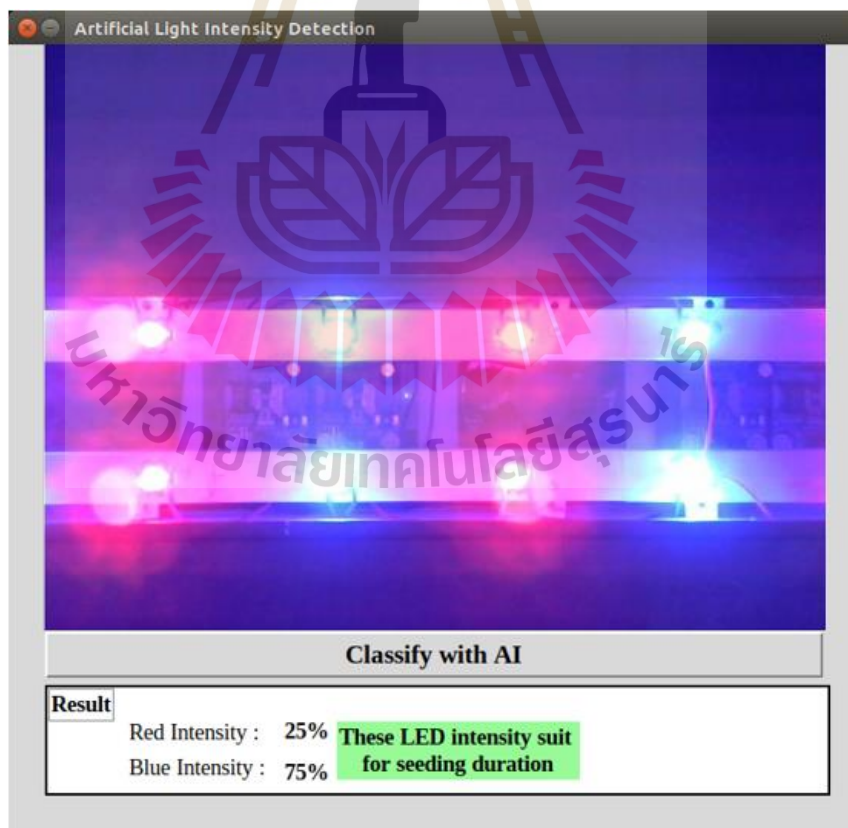 Artificial Light Intensity Detection
มหาวิทยาลัยเทคโนโลยีสุรนารี
Classify with AI
Result
Red Intensity : 25%
Blue Intensity : 75%
These LED intensity suit
for seeding duration